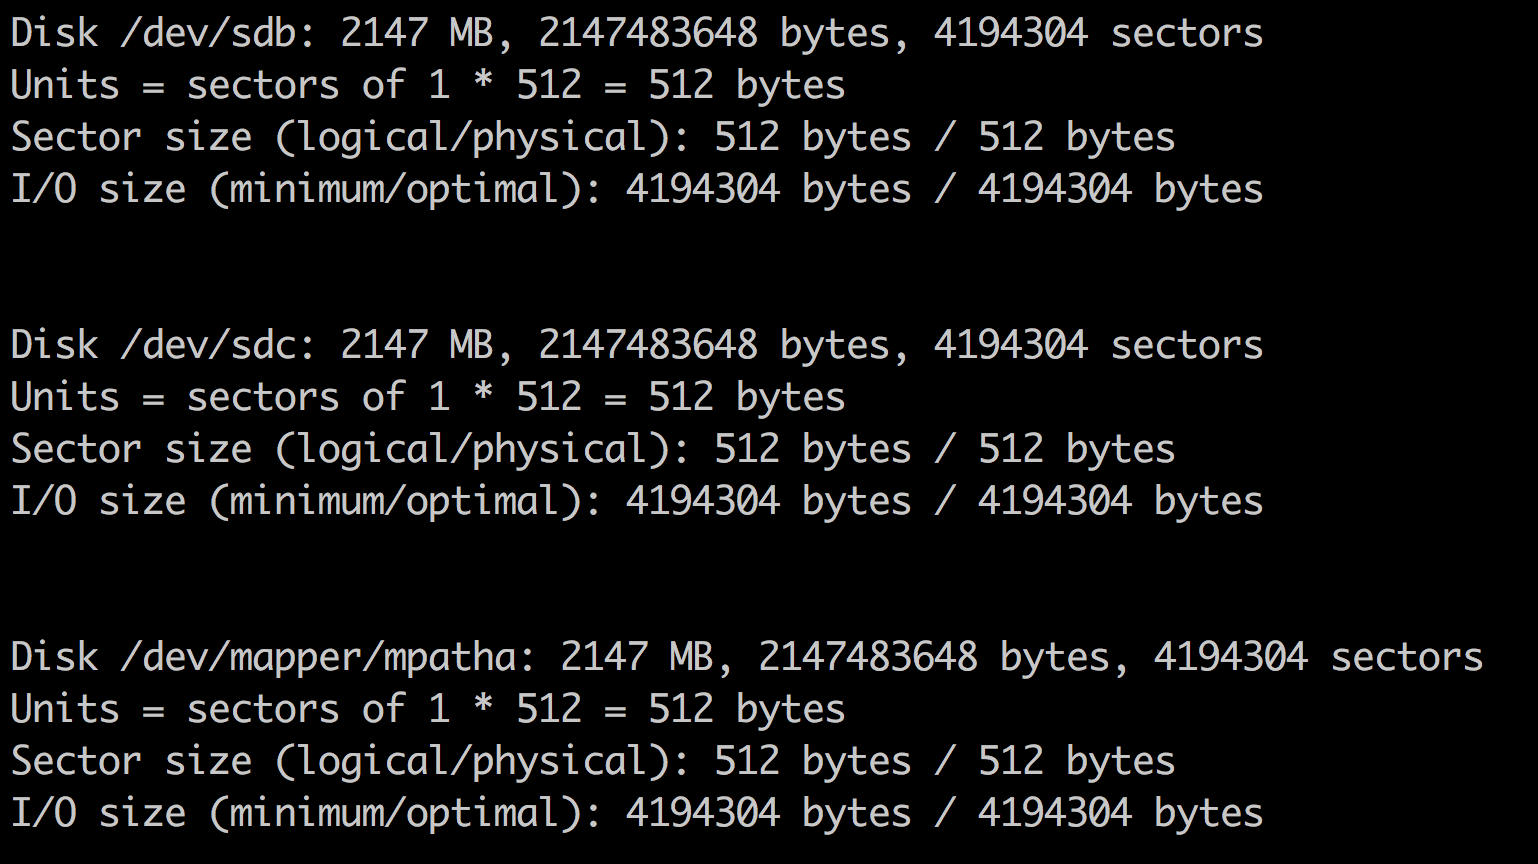 Disk /dev/sdb: 2147 MB, 2147483648 bytes, 4194304 sectors
Units = sectors of 1 * 512 = 512 bytes
Sector size (logical/physical): 512 bytes / 512 bytes
I/O size (minimum/optimal): 4194304 bytes / 4194304 bytes
Disk /dev/sdc: 2147 MB, 2147483648 bytes, 4194304 sectors
Units = sectors of 1 * 512 = 512 bytes
Sector size (logical/physical): 512 bytes / 512 bytes
I/O size (minimum/optimal): 4194304 bytes / 4194304 bytes
Disk /dev/mapper/mpatha: 2147 MB, 2147483648 bytes, 4194304 sectors
Units = sectors of 1 * 512 = 512 bytes
Sector size (logical/physical): 512 bytes / 512 bytes
I/O size (minimum/optimal): 4194304 bytes / 4194304 bytes